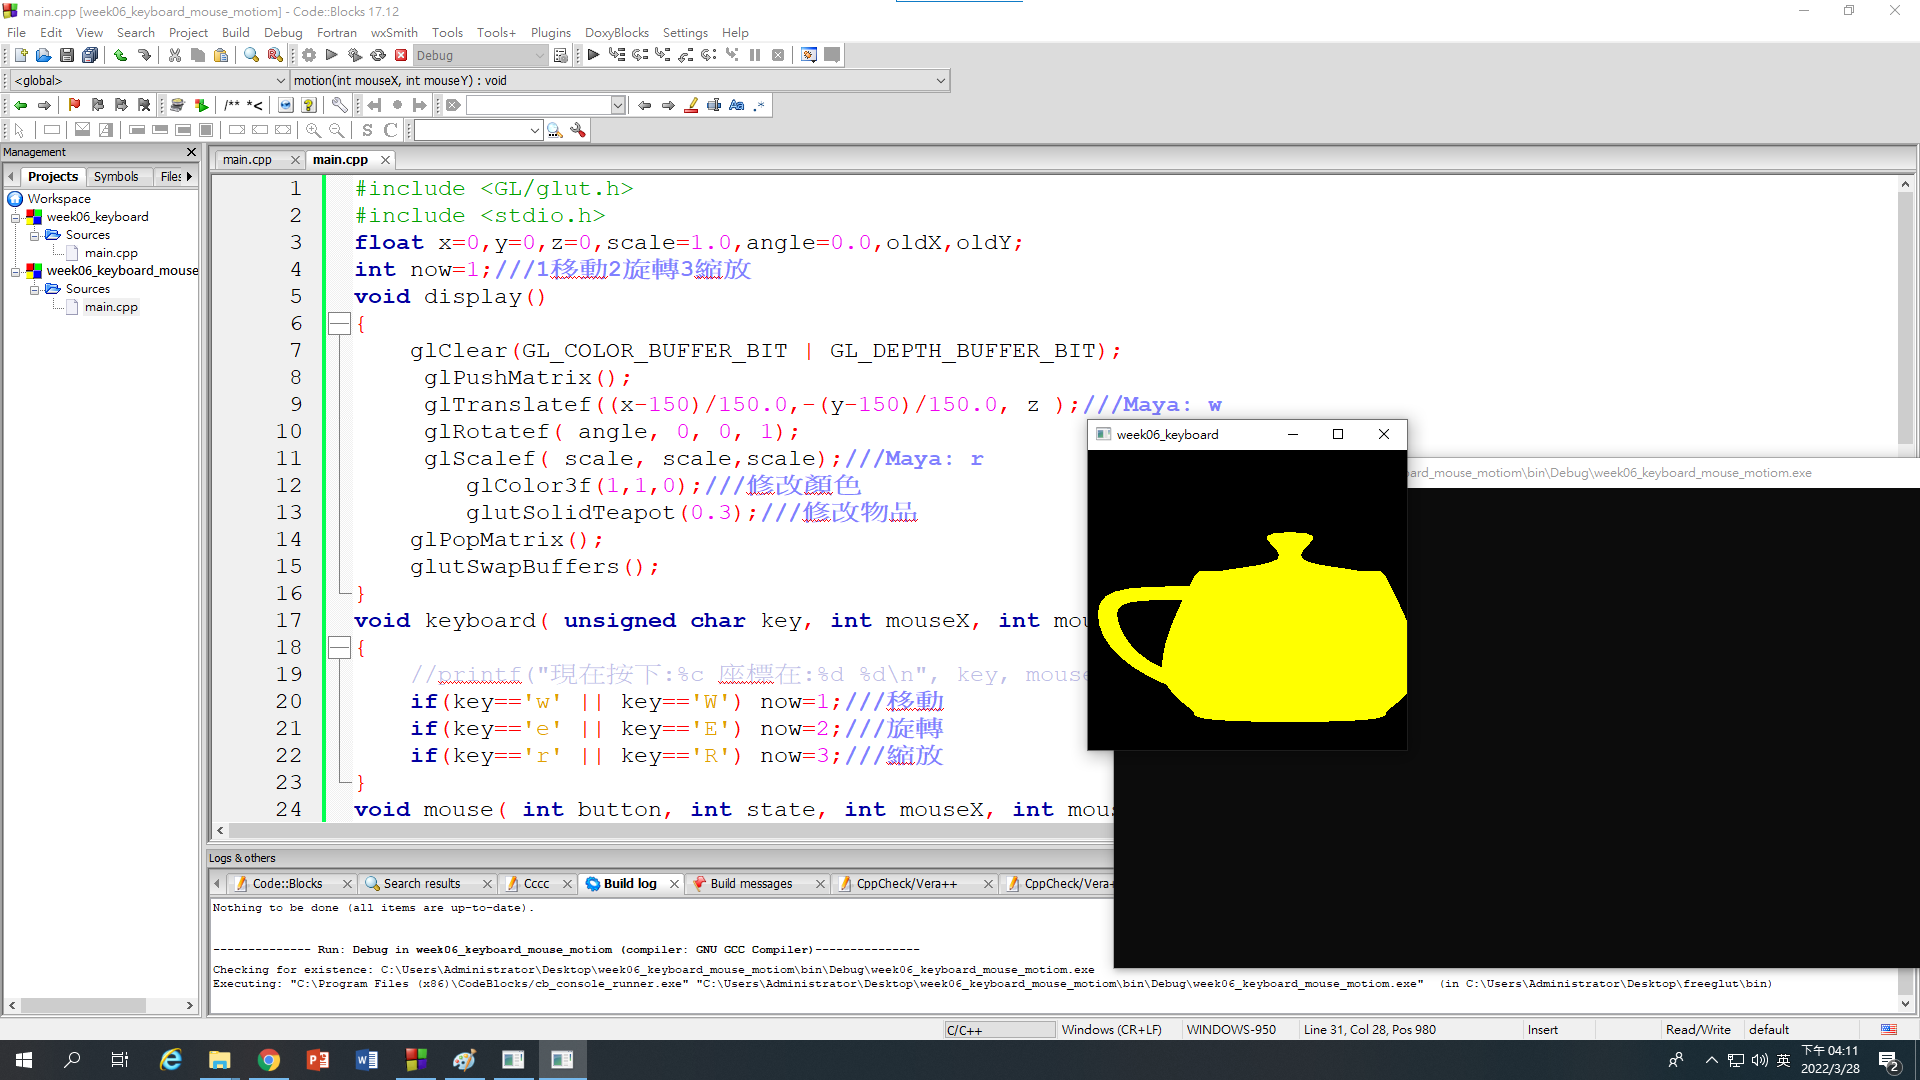 main.cpp [week06_keyboard_mouse_motiom] - Code::Blocks 17.12
File Edit View Search Project Build Debug Fortran wxSmith Tools Tools+ Plugins DoxyBlocks Settings Help
Debug
<global> motion(int mouseX, int mouseY) : void
/** *<
S C
Management
Projects Symbols Files
Workspace
week06_keyboard
Sources
main.cpp
week06_keyboard_mouse
Sources
main.cpp
main.cpp main.cpp
1 #include <GL/glut.h>
2 #include <stdio.h>
3 float x=0,y=0,z=0,scale=1.0,angle=0.0,oldX,oldY;
4 int now=1;///1移動2旋轉3縮放
5 void display()
6 {
7 glClear(GL_COLOR_BUFFER_BIT | GL_DEPTH_BUFFER_BIT);
8 glPushMatrix();
9 glTranslatef((x-150)/150.0,-(y-150)/150.0, z );///Maya: w
10 glRotatef( angle, 0, 0, 1);
11 glScalef( scale, scale,scale);///Maya: r
12 glColor3f(1,1,0);///修改顏色
13 glutSolidTeapot(0.3);///修改物品
14 glPopMatrix();
15 glutSwapBuffers();
16 }
17 void keyboard( unsigned char key, int mouseX, int mou
18 {
19 //printf("現在按下:%c 座標在:%d %d\n", key, mouse
20 if(key=='w' || key=='W') now=1;///移動
21 if(key=='e' || key=='E') now=2;///旋轉
22 if(key=='r' || key=='R') now=3;///縮放
23 }
24 void mouse( int button, int state, int mouseX, int mous
week06_keyboard
ard_mouse_motiom\bin\Debug\week06_keyboard_mouse_motiom.exe
Logs & others
Code::Blocks Search results Cccc Build log Build messages CppCheck/Vera++ CppCheck/Vera+
Nothing to be done (all items are up-to-date).
-------------- Run: Debug in week06_keyboard_mouse_motiom (compiler: GNU GCC Compiler)---------------
Checking for existence: C:\Users\Administrator\Desktop\week06_keyboard_mouse_motiom\bin\Debug\week06_keyboard_mouse_motiom.exe
Executing: "C:\Program Files (x86)\CodeBlocks/cb_console_runner.exe" "C:\Users\Administrator\Desktop\week06_keyboard_mouse_motiom\bin\Debug\week06_keyboard_mouse_motiom.exe" (in C:\Users\Administrator\Desktop\freeglut\bin)
C/C++ Windows (CR+LF) WINDOWS-950 Line 31, Col 28, Pos 980 Insert Read/Write default
英 下午 04:11
2022/3/28
2